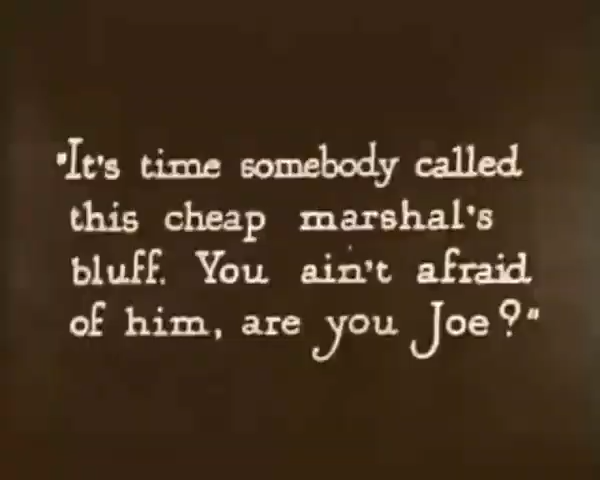 "It's time somebody called
this cheap marshal's
bluff. You ain't afraid
of him, are you Joe?"